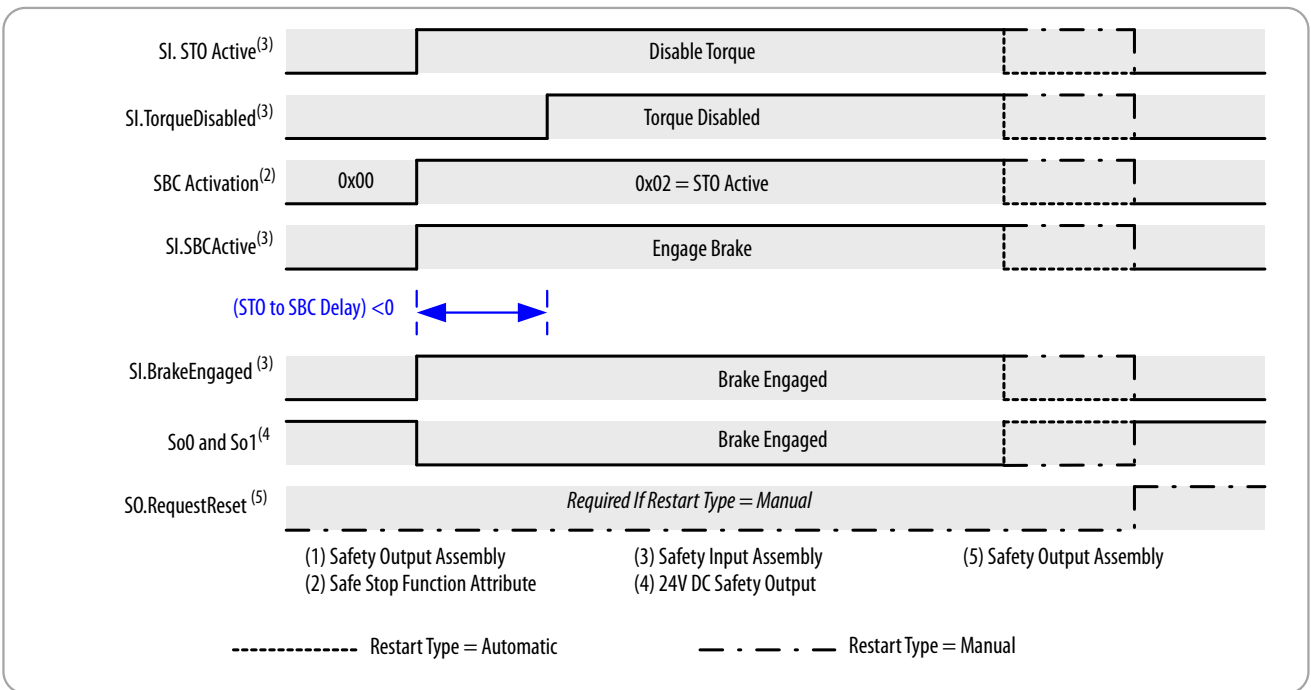 SI. STO Active(3)
Disable Torque
SI.TorqueDisabled(3)
Torque Disabled
SBC Activation(2)
0x00
0x02 = STO Active
SI.SBCActive(3)
Engage Brake
(STO to SBC Delay) <0
SI.BrakeEngaged (3)
Brake Engaged
So0 and So1(4
Brake Engaged
SO.RequestReset (5)
Required If Restart Type = Manual
(1) Safety Output Assembly
(2) Safe Stop Function Attribute
(3) Safety Input Assembly
(4) 24V DC Safety Output
(5) Safety Output Assembly
Restart Type = Automatic
Restart Type = Manual